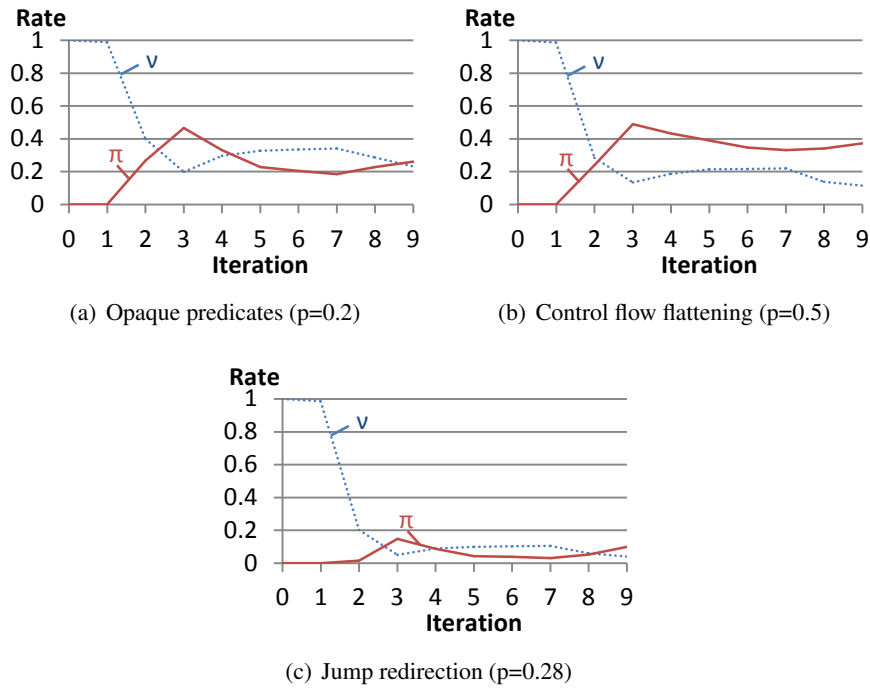 Rate
1
0.8
0.6
0.4
0.2
0
ν
π
0 1 2 3 4 5 6 7 8 9
Iteration
(a) Opaque predicates (p=0.2)
Rate
1
0.8
0.6
0.4
0.2
0
ν
π
0 1 2 3 4 5 6 7 8 9
Iteration
(b) Control flow flattening (p=0.5)
Rate
1
0.8
0.6
0.4
0.2
0
ν
π
0 1 2 3 4 5 6 7 8 9
Iteration
(c) Jump redirection (p=0.28)